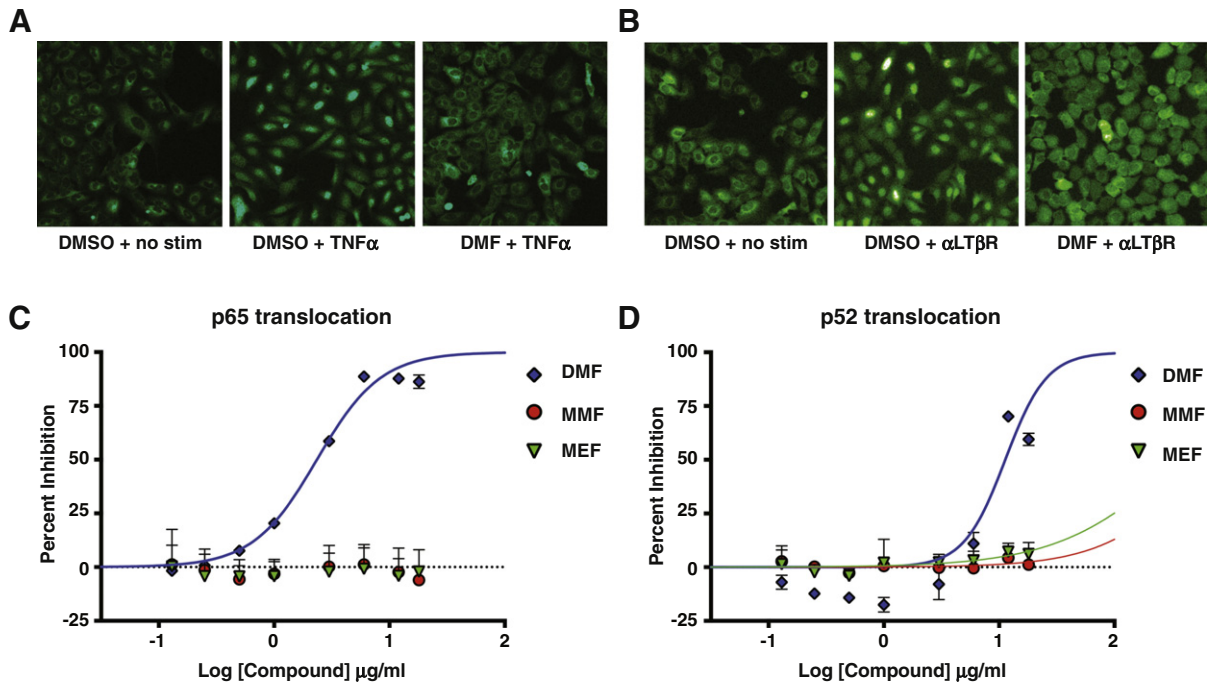 A
B
DMSO + no stim
DMSO + TNFα
DMF + TNFα
DMSO + no stim
DMSO + αLTβR
DMF + αLTβR
C
p65 translocation
Percent Inhibition
100
75
50
25
0
-25
-1
0
1
2
Log [Compound] μg/ml
DMF
MMF
MEF
D
p52 translocation
Percent Inhibition
100
75
50
25
0
-25
-1
0
1
2
Log [Compound] μg/ml
DMF
MMF
MEF